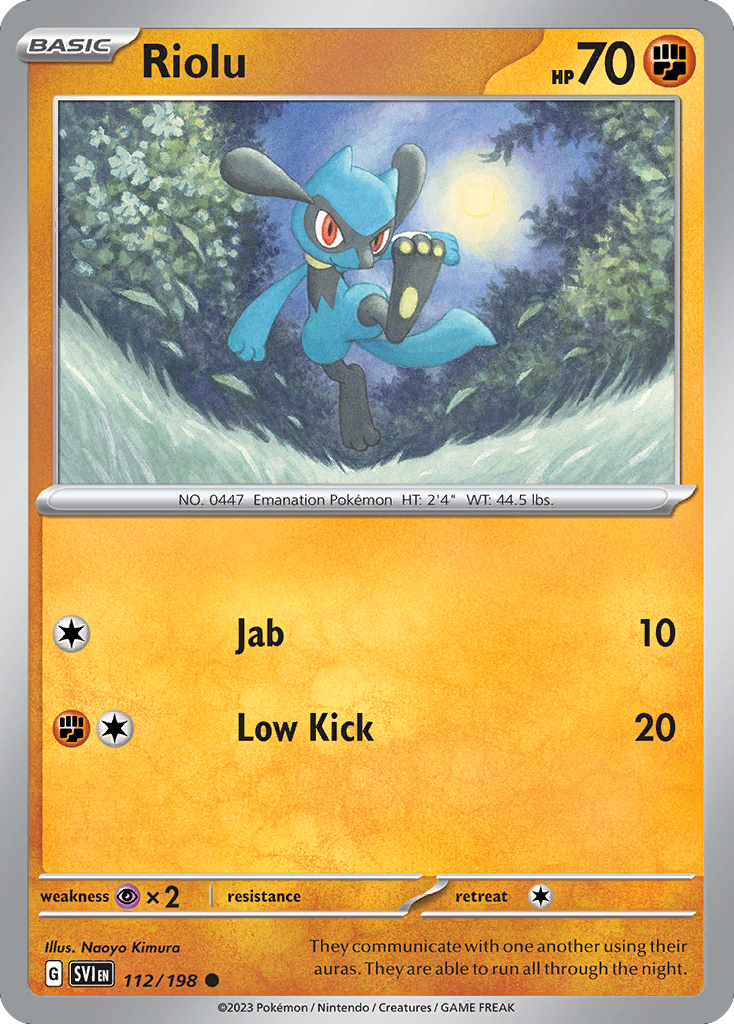 BASIC
Riolu
HP 70
NO. 0447 Emanation Pokémon HT: 2'4" WT: 44.5 lbs.
Jab 10
Low Kick 20
weakness ×2 resistance retreat
Illus. Naoyo Kimura
They communicate with one another using their
auras. They are able to run all through the night.
G SVI EN 112/198
©2023 Pokémon / Nintendo / Creatures / GAME FREAK